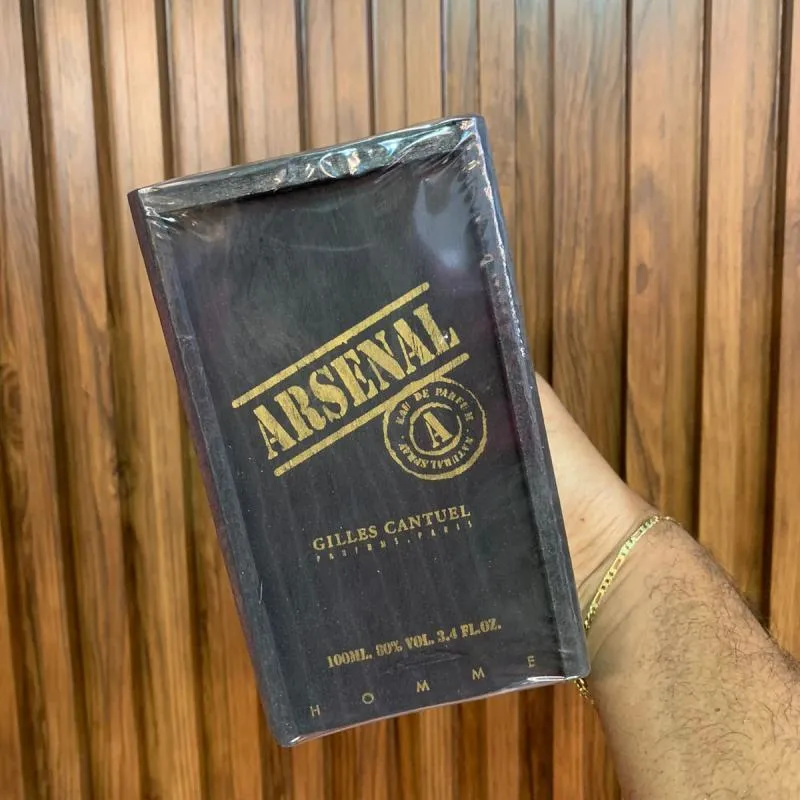 ARSENAL
EAU DE PARFUM · NATURAL SPRAY ·
A
GILLES CANTUEL
PARFUMS · PARIS
100ML. 80% VOL. 3.4 FL.OZ.
HOMME